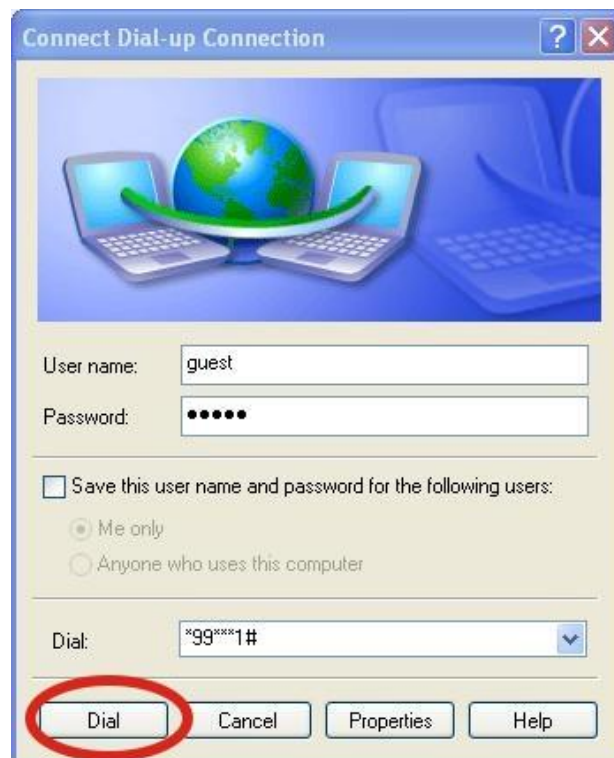 Connect Dial-up Connection
User name: guest
Password: •••••
Save this user name and password for the following users:
Me only
Anyone who uses this computer
Dial: *99***1#
Dial Cancel Properties Help